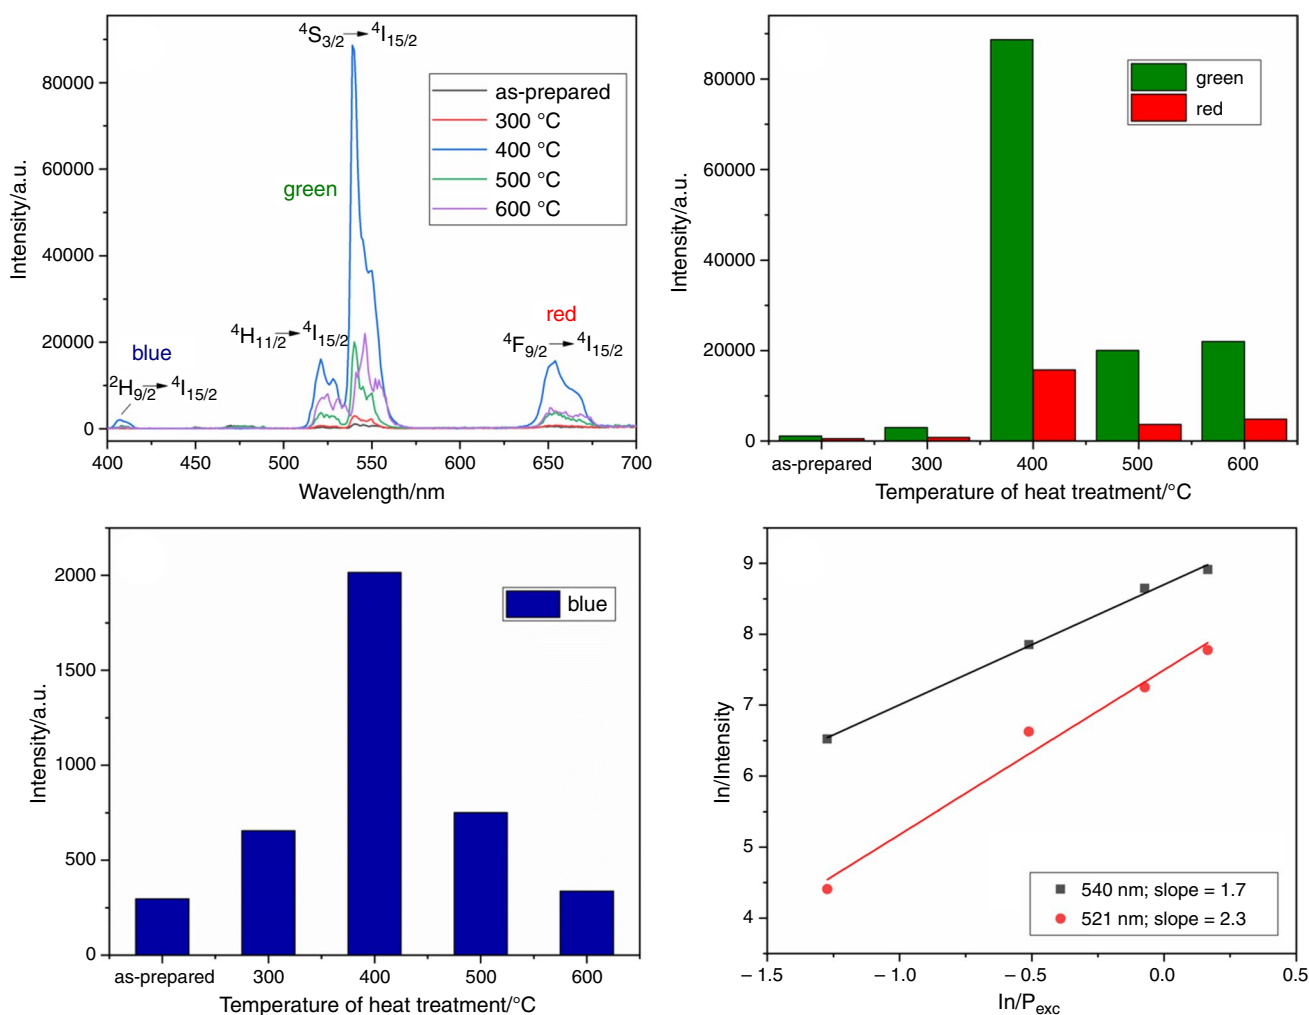 ⁴S₃/₂ → ⁴I₁₅/₂
80000
60000
40000
20000
0
Intensity/a.u.
as-prepared
300 °C
400 °C
500 °C
600 °C
green
red
blue
⁴H₁₁/₂ → ⁴I₁₅/₂
⁴F₉/₂ → ⁴I₁₅/₂
²H₉/₂ → ⁴I₁₅/₂
400 450 500 550 600 650 700
Wavelength/nm
80000
60000
40000
20000
0
Intensity/a.u.
green
red
as-prepared 300 400 500 600
Temperature of heat treatment/°C
2000
1500
1000
500
0
Intensity/a.u.
blue
as-prepared 300 400 500 600
Temperature of heat treatment/°C
9
8
7
6
5
4
In/Intensity
540 nm; slope = 1.7
521 nm; slope = 2.3
– 1.5 – 1.0 – 0.5 0.0 0.5
In/Pexc